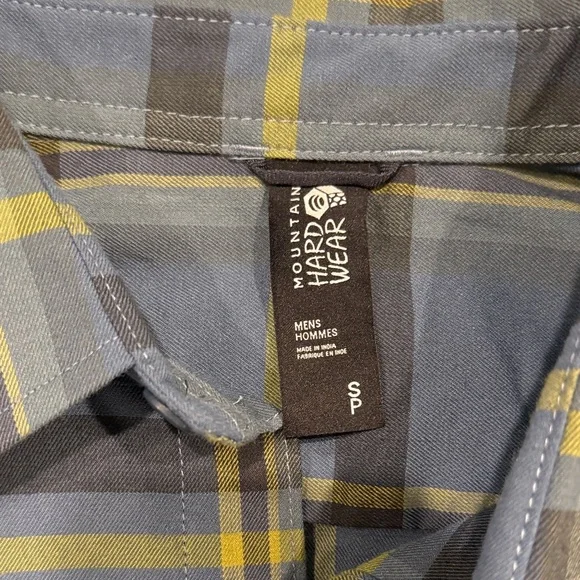 MOUNTAIN
HARD
WEAR
MENS
HOMMES
MADE IN INDIA
FABRIQUE EN INDE
S
P